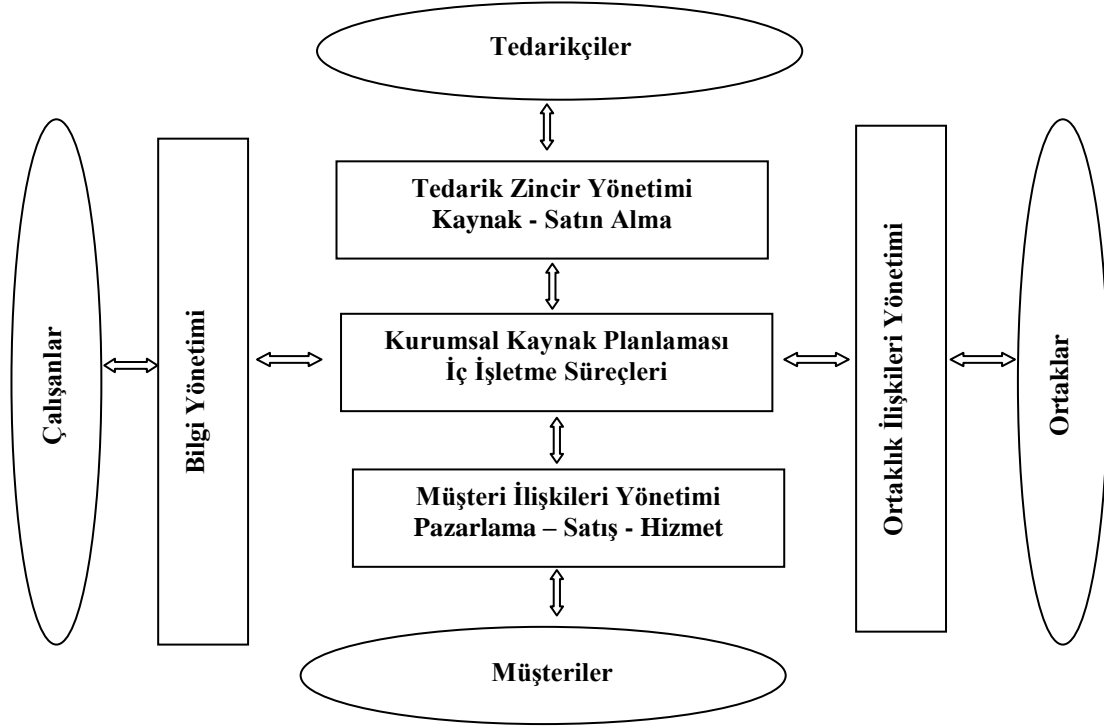 Tedarikçiler
Tedarik Zincir Yönetimi
Kaynak - Satın Alma
Çalışanlar
Bilgi Yönetimi
Kurumsal Kaynak Planlaması
İç İşletme Süreçleri
Ortaklık İlişkileri Yönetimi
Ortaklar
Müşteri İlişkileri Yönetimi
Pazarlama – Satış - Hizmet
Müşteriler